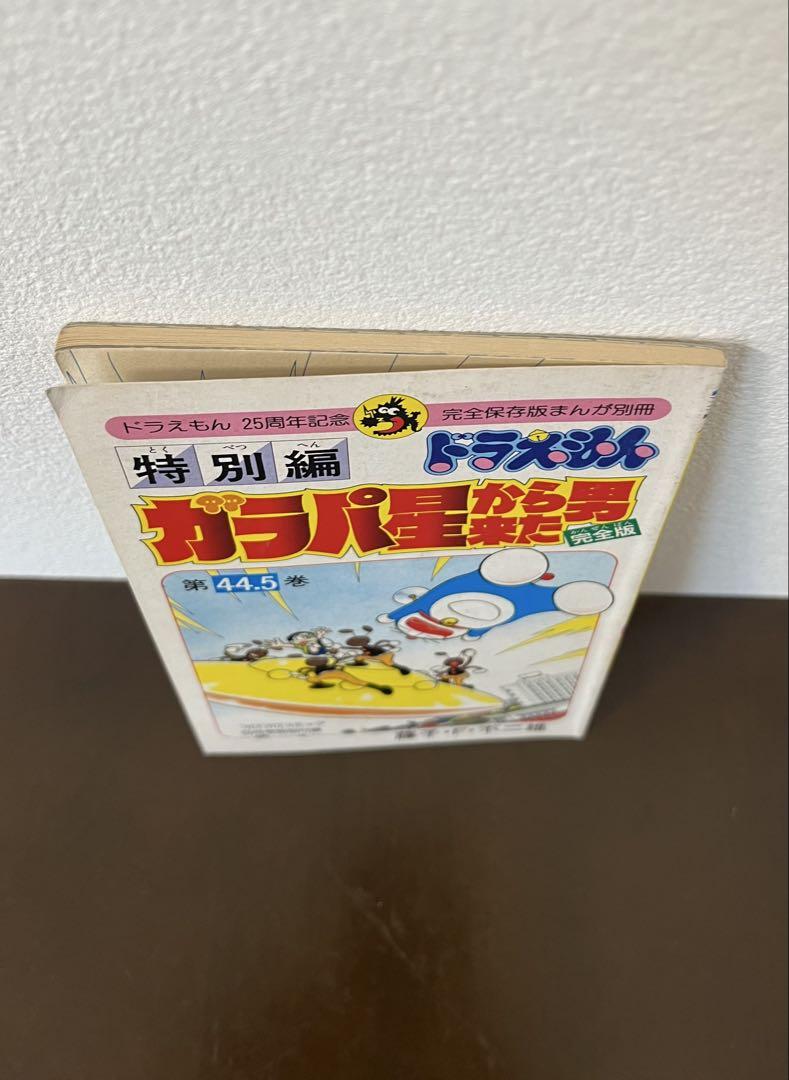 ドラえもん 25周年記念
完全保存版まんが別冊
とく べつ へん
特別編
ドラえもん
ガラパ星から来た男
かんぜんばん
完全版
第44.5巻
藤子・F・不二雄